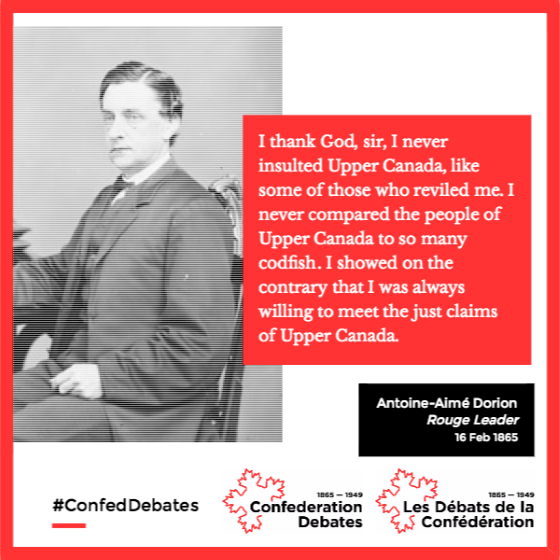 I thank God, sir, I never
insulted Upper Canada, like
some of those who reviled me. I
never compared the people of
Upper Canada to so many
codfish. I showed on the
contrary that I was always
willing to meet the just claims
of Upper Canada.
Antoine-Aimé Dorion
Rouge Leader
16 Feb 1865
#ConfedDebates
1865 — 1949
Confederation
Debates
1865 — 1949
Les Débats de la
Confédération